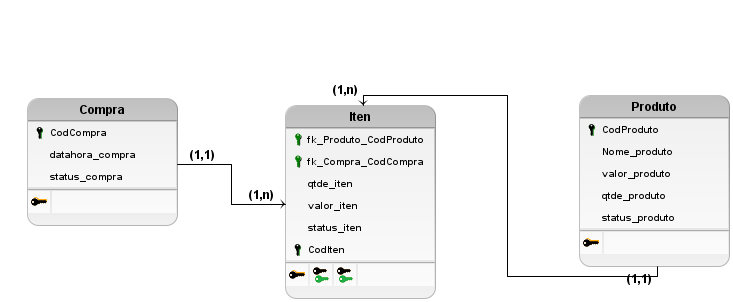 Compra
CodCompra
datahora_compra
status_compra
(1,1)
(1,n)
(1,n)
Iten
fk_Produto_CodProduto
fk_Compra_CodCompra
qtde_iten
valor_iten
status_iten
CodIten
Produto
CodProduto
Nome_produto
valor_produto
qtde_produto
status_produto
(1,1)